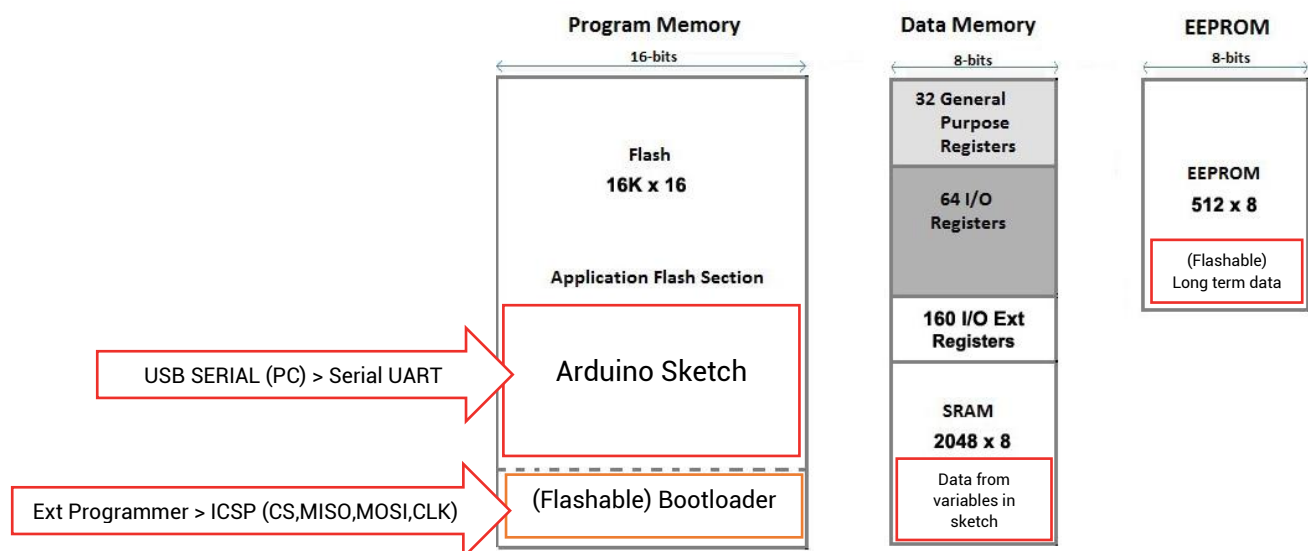 Program Memory
16-bits
Flash
16K x 16
Application Flash Section
USB SERIAL (PC) > Serial UART
Arduino Sketch
Ext Programmer > ICSP (CS,MISO,MOSI,CLK)
(Flashable) Bootloader
Data Memory
8-bits
32 General
Purpose
Registers
64 I/O
Registers
160 I/O Ext
Registers
SRAM
2048 x 8
Data from
variables in
sketch
EEPROM
8-bits
EEPROM
512 x 8
(Flashable)
Long term data